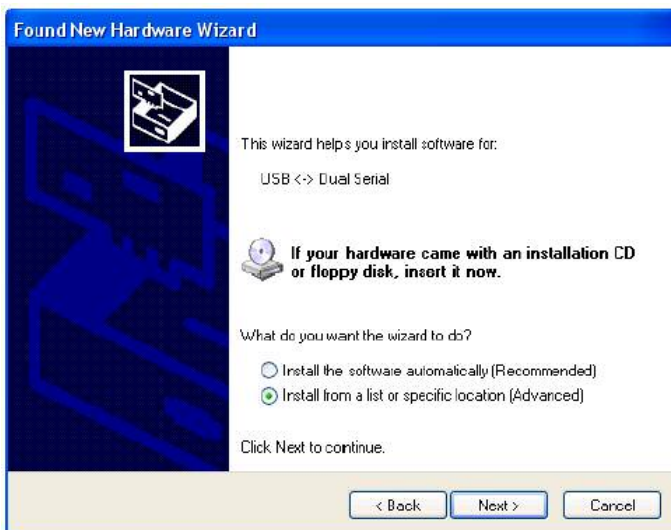 Found New Hardware Wizard
This wizard helps you install software for:
USB <-> Dual Serial
If your hardware came with an installation CD
or floppy disk, insert it now.
What do you want the wizard to do?
Install the software automatically (Recommended)
Install from a list or specific location (Advanced)
Click Next to continue.
< Back
Next >
Cancel